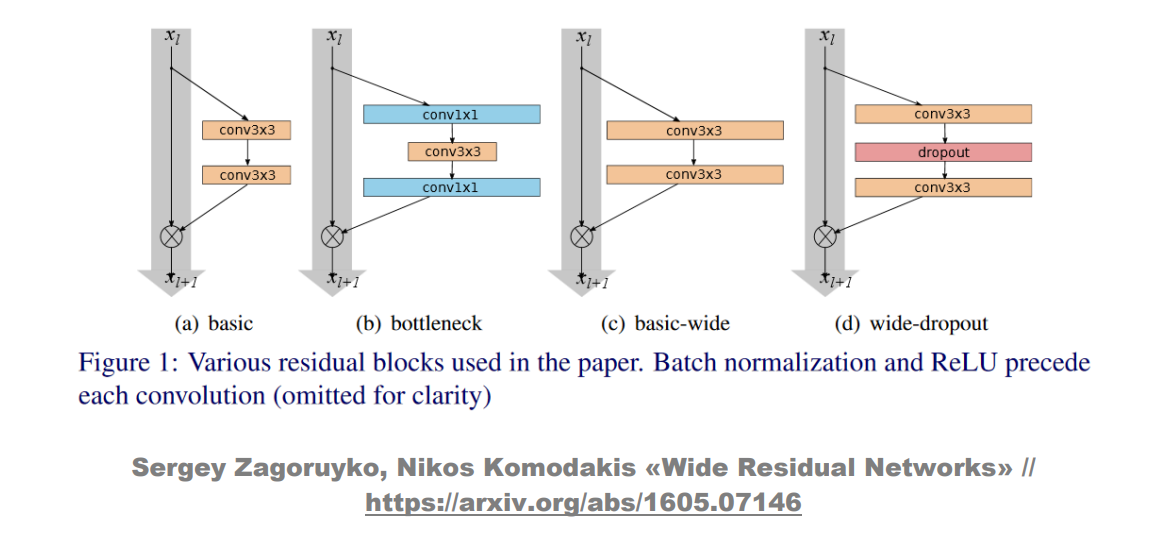 x_l
conv3x3
conv3x3
x_{l+1}
(a) basic
x_l
conv1x1
conv3x3
conv1x1
x_{l+1}
(b) bottleneck
x_l
conv3x3
conv3x3
x_{l+1}
(c) basic-wide
x_l
conv3x3
dropout
conv3x3
x_{l+1}
(d) wide-dropout
Figure 1: Various residual blocks used in the paper. Batch normalization and ReLU precede
each convolution (omitted for clarity)
Sergey Zagoruyko, Nikos Komodakis «Wide Residual Networks» //
https://arxiv.org/abs/1605.07146